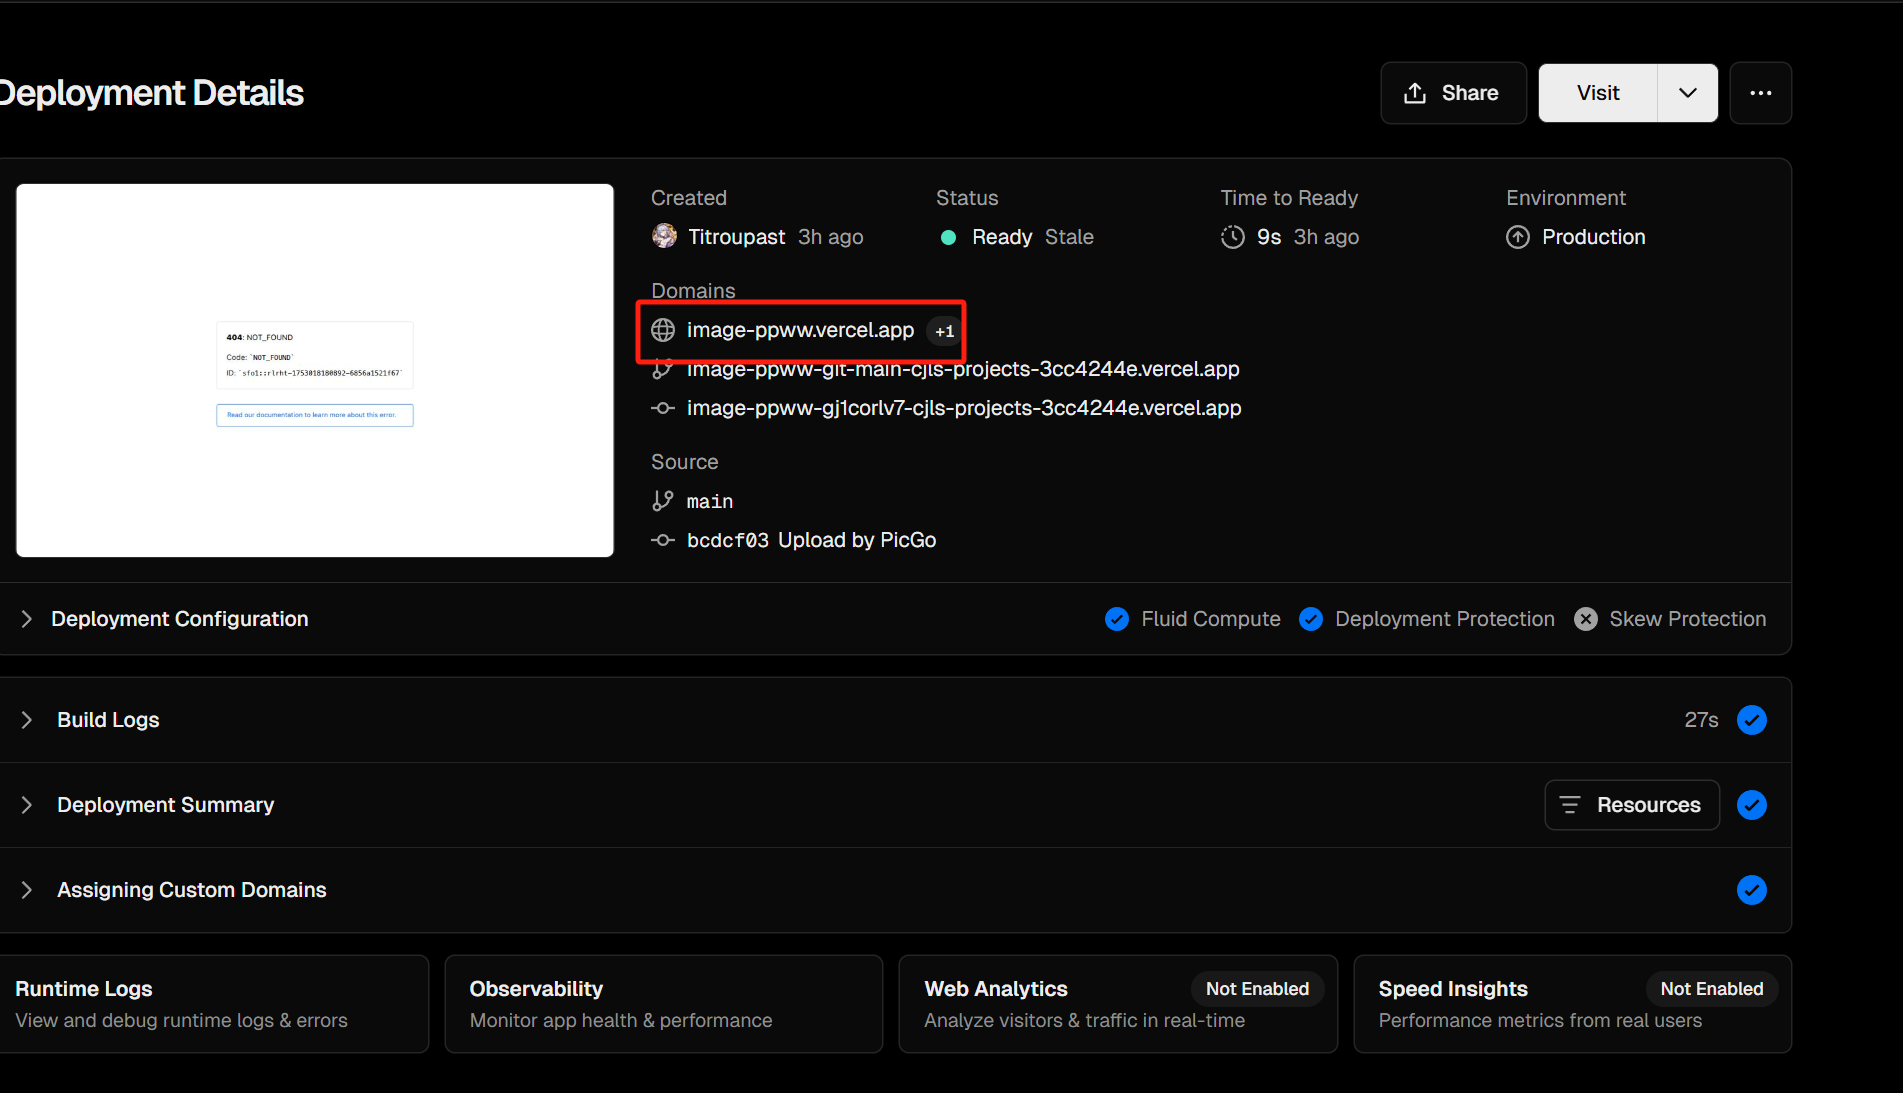 Deployment Details
Share
Visit
Created
Titroupast 3h ago
Status
Ready Stale
Time to Ready
9s 3h ago
Environment
Production
Domains
image-ppww.vercel.app +1
image-ppww-git-main-cjls-projects-3cc4244e.vercel.app
image-ppww-gj1corlv7-cjls-projects-3cc4244e.vercel.app
Source
main
bcdcf03 Upload by PicGo
404: NOT_FOUND
Code: `NOT_FOUND`
ID: `sfo1::rlrht-1753018180892-6856a1521f67`
Read our documentation to learn more about this error.
Deployment Configuration
Fluid Compute
Deployment Protection
Skew Protection
Build Logs
27s
Deployment Summary
Resources
Assigning Custom Domains
Runtime Logs
View and debug runtime logs & errors
Observability
Monitor app health & performance
Web Analytics
Not Enabled
Analyze visitors & traffic in real-time
Speed Insights
Not Enabled
Performance metrics from real users